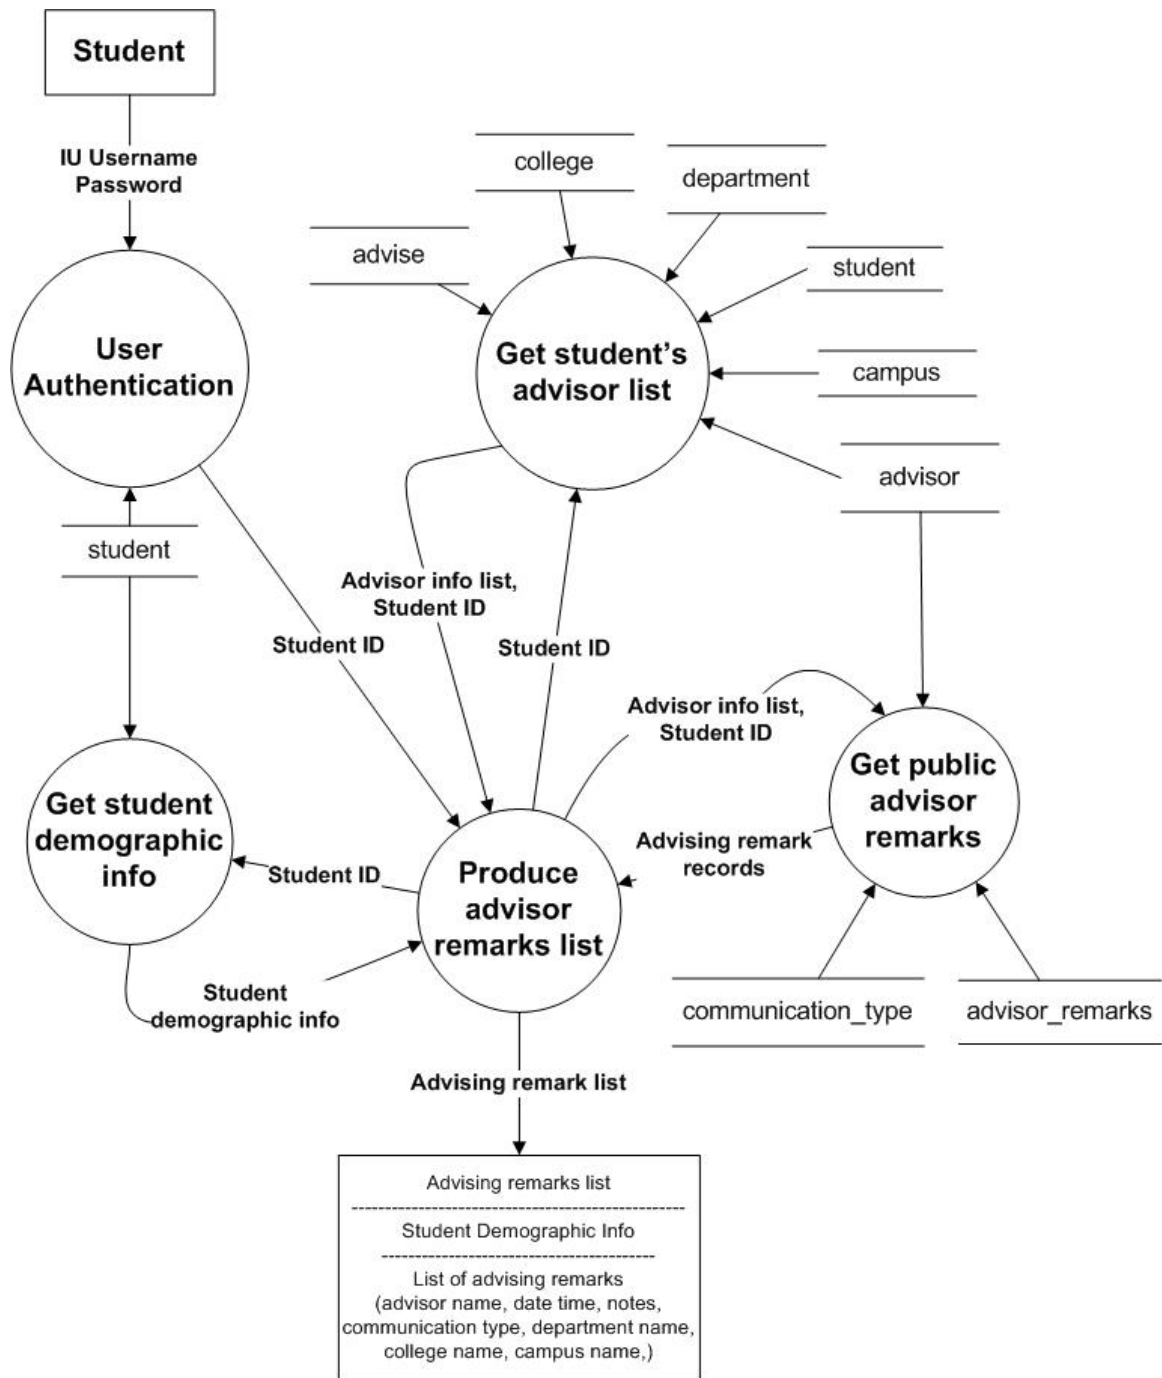 Student
IU Username
Password
college
department
advise
student
User
Authentication
Get student's
advisor list
campus
advisor
student
Advisor info list,
Student ID
Student ID
Student ID
Advisor info list,
Student ID
Get public
advisor
remarks
Get student
demographic
info
Student ID
Produce
advisor
remarks list
Advising remark
records
Student
demographic info
communication_type
advisor_remarks
Advising remark list
Advising remarks list
----------------------------------------------------
Student Demographic Info
------------------------------------------
List of advising remarks
(advisor name, date time, notes,
communication type, department name,
college name, campus name,)